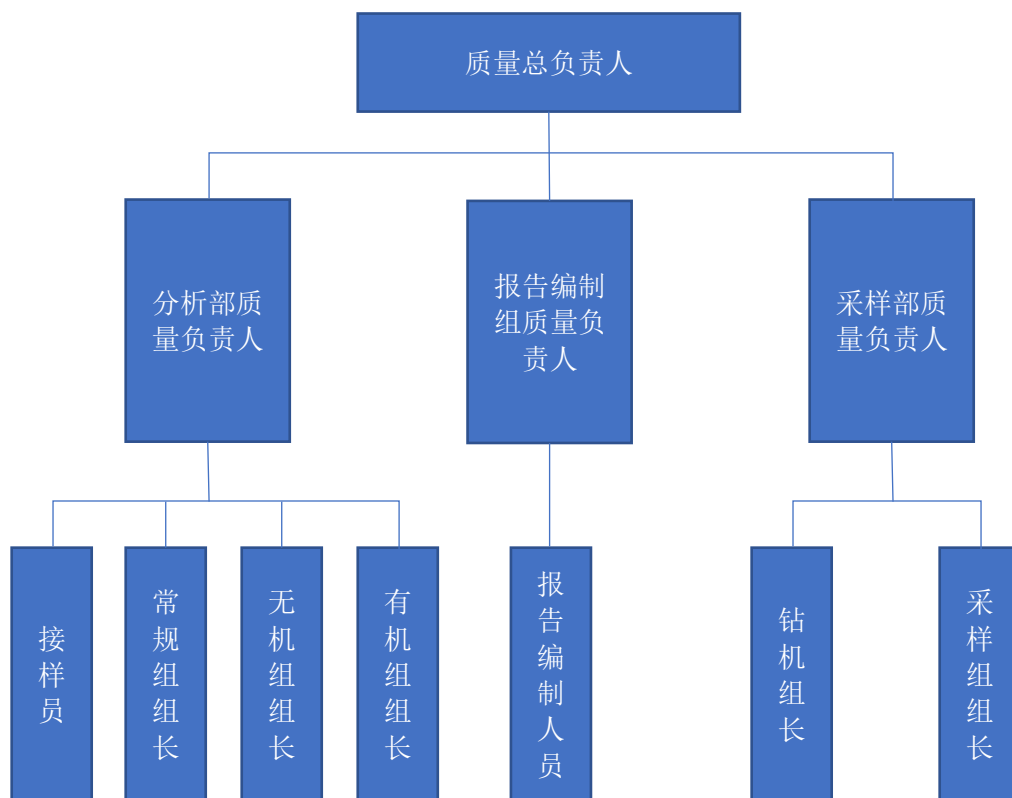 质量总负责人
分析部质
量负责人
报告编制
组质量负
责人
采样部质
量负责人
接样员
常规组组长
无机组组长
有机组组长
报告编制人员
钻机组长
采样组组长